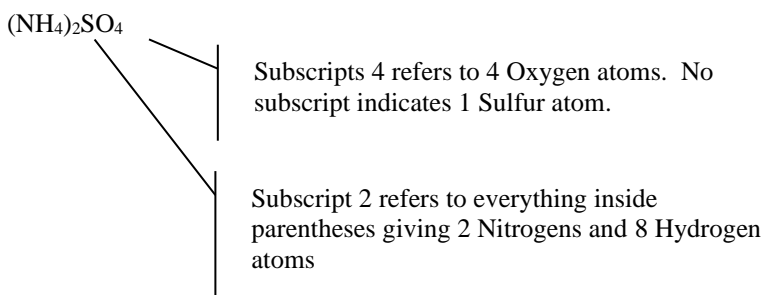 (NH₄)₂SO₄
Subscripts 4 refers to 4 Oxygen atoms.  No
subscript indicates 1 Sulfur atom.
Subscript 2 refers to everything inside
parentheses giving 2 Nitrogens and 8 Hydrogen
atoms